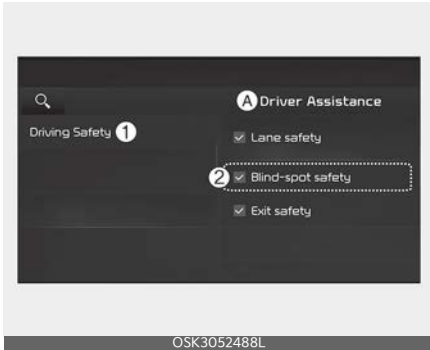 A Driver Assistance
Driving Safety 1
Lane safety
2 Blind-spot safety
Exit safety
OSK3052488L